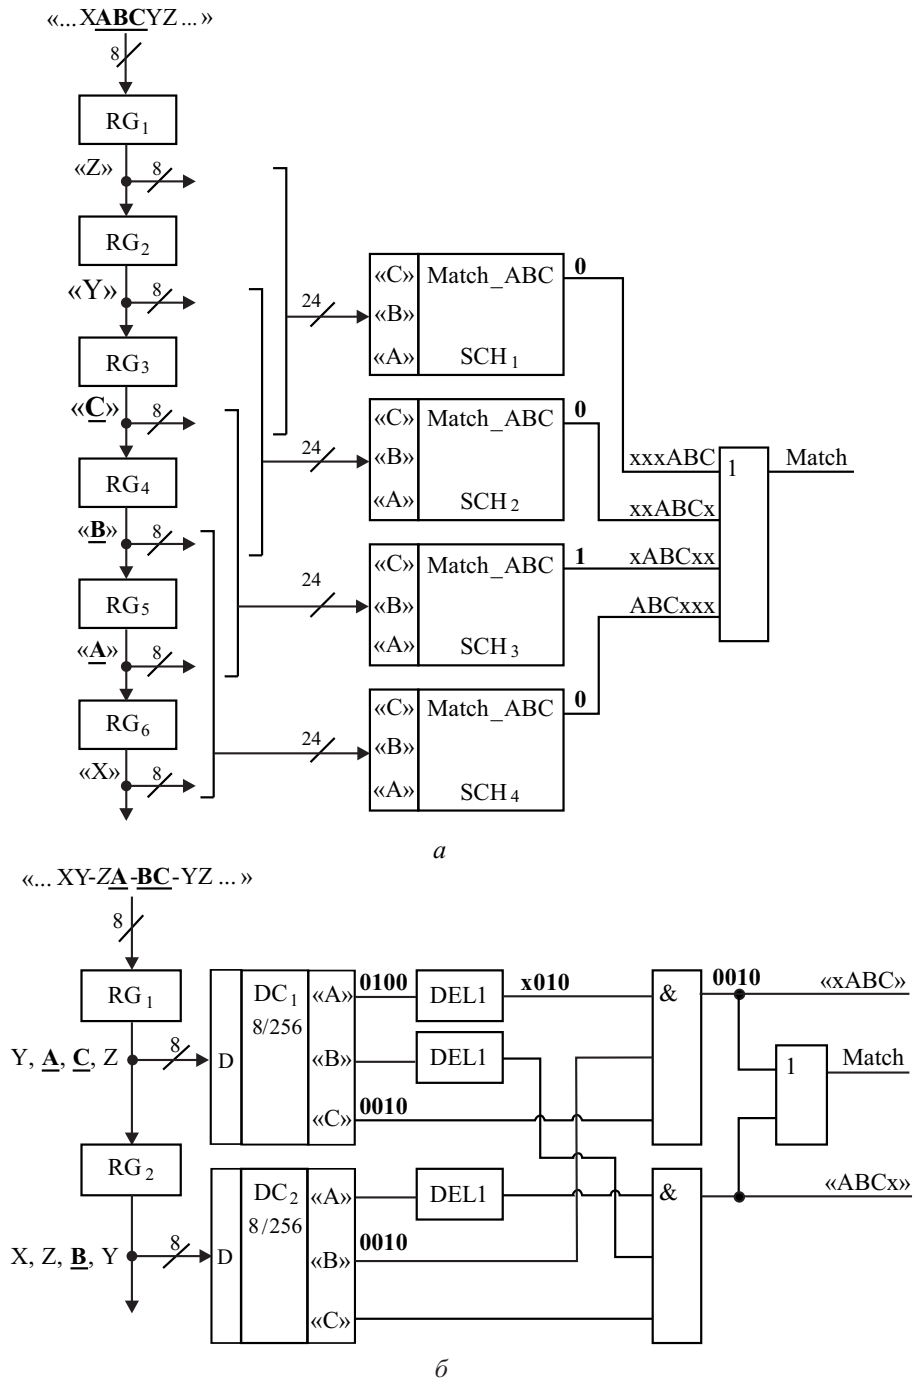 «... XABCYZ ... »
8
RG1
«Z»
8
RG2
«Y»
8
RG3
«C»
8
RG4
«B»
8
RG5
«A»
8
RG6
«X»
8
24
«C» Match_ABC
«B»
«A» SCH1
0
24
«C» Match_ABC
«B»
«A» SCH2
0
24
«C» Match_ABC
«B»
«A» SCH3
1
24
«C» Match_ABC
«B»
«A» SCH4
0
xxxABC
xxABCx
xABCxx
ABCxxx
1
Match
а
«... XY-ZA-BC-YZ ... »
8
RG1
Y, A, C, Z
8
RG2
X, Z, B, Y
8
D
DC1
8/256
«A»
«B»
«C»
0100
DEL1
x010
DEL1
0010
&
0010
«xABC»
D
DC2
8/256
«A»
«B»
«C»
DEL1
0010
&
1
Match
«ABCx»
б